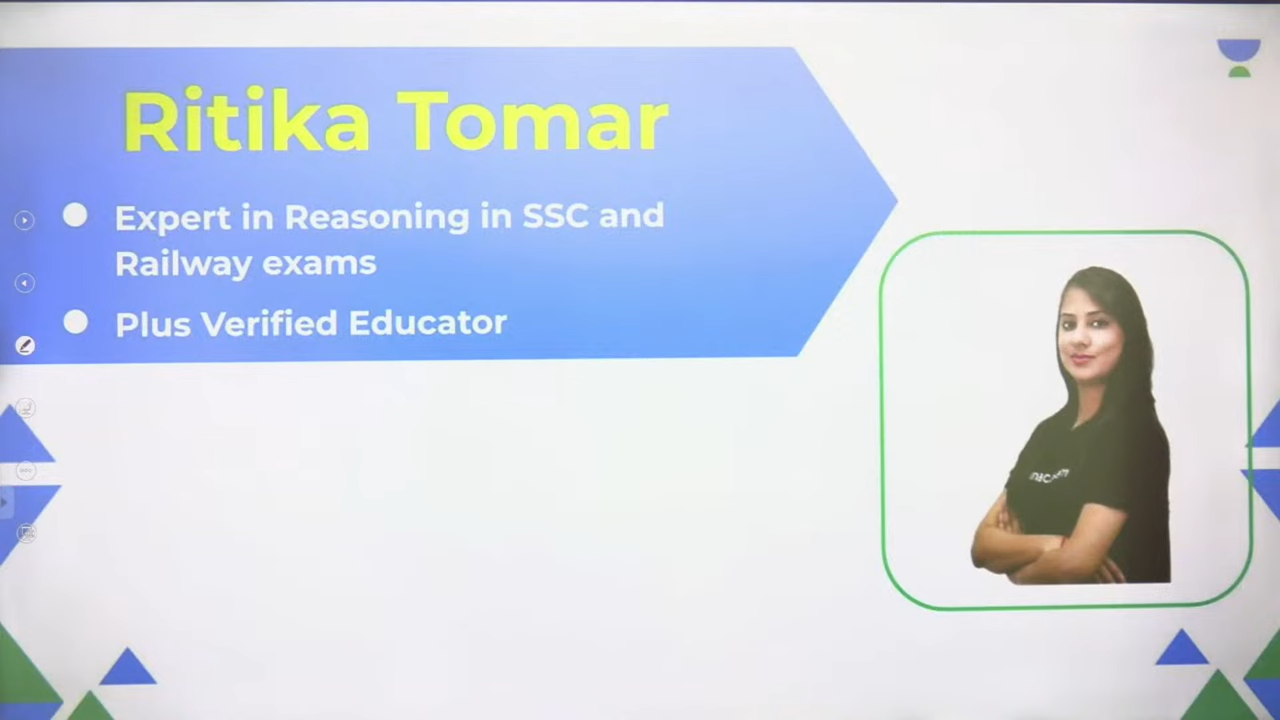 Ritika Tomar
Expert in Reasoning in SSC and
Railway exams
Plus Verified Educator